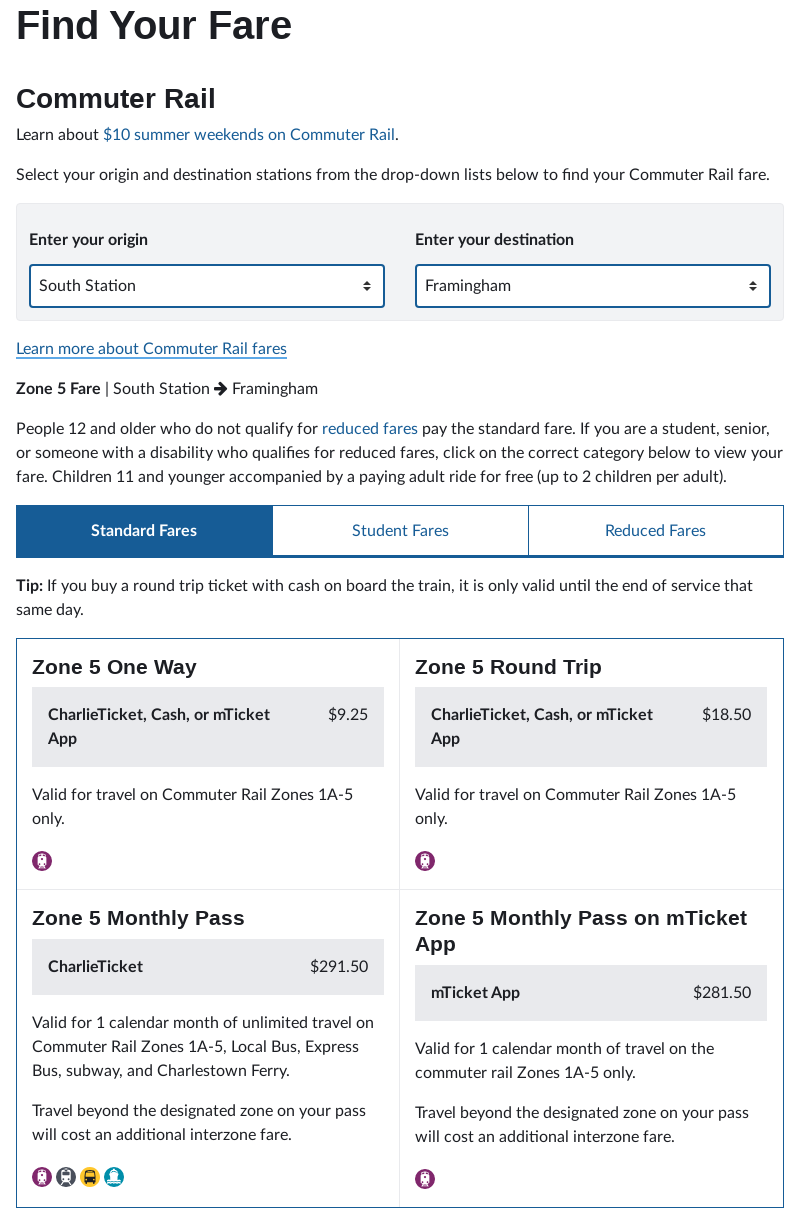 Find Your Fare
Commuter Rail
Learn about $10 summer weekends on Commuter Rail.
Select your origin and destination stations from the drop-down lists below to find your Commuter Rail fare.
Enter your origin
South Station
Enter your destination
Framingham
Learn more about Commuter Rail fares
Zone 5 Fare | South Station → Framingham
People 12 and older who do not qualify for reduced fares pay the standard fare. If you are a student, senior,
or someone with a disability who qualifies for reduced fares, click on the correct category below to view your
fare. Children 11 and younger accompanied by a paying adult ride for free (up to 2 children per adult).
Standard Fares
Student Fares
Reduced Fares
Tip: If you buy a round trip ticket with cash on board the train, it is only valid until the end of service that
same day.
Zone 5 One Way
CharlieTicket, Cash, or mTicket $9.25
App
Valid for travel on Commuter Rail Zones 1A-5
only.
Zone 5 Round Trip
CharlieTicket, Cash, or mTicket $18.50
App
Valid for travel on Commuter Rail Zones 1A-5
only.
Zone 5 Monthly Pass
CharlieTicket $291.50
Valid for 1 calendar month of unlimited travel on
Commuter Rail Zones 1A-5, Local Bus, Express
Bus, subway, and Charlestown Ferry.
Travel beyond the designated zone on your pass
will cost an additional interzone fare.
Zone 5 Monthly Pass on mTicket
App
mTicket App $281.50
Valid for 1 calendar month of travel on the
commuter rail Zones 1A-5 only.
Travel beyond the designated zone on your pass
will cost an additional interzone fare.